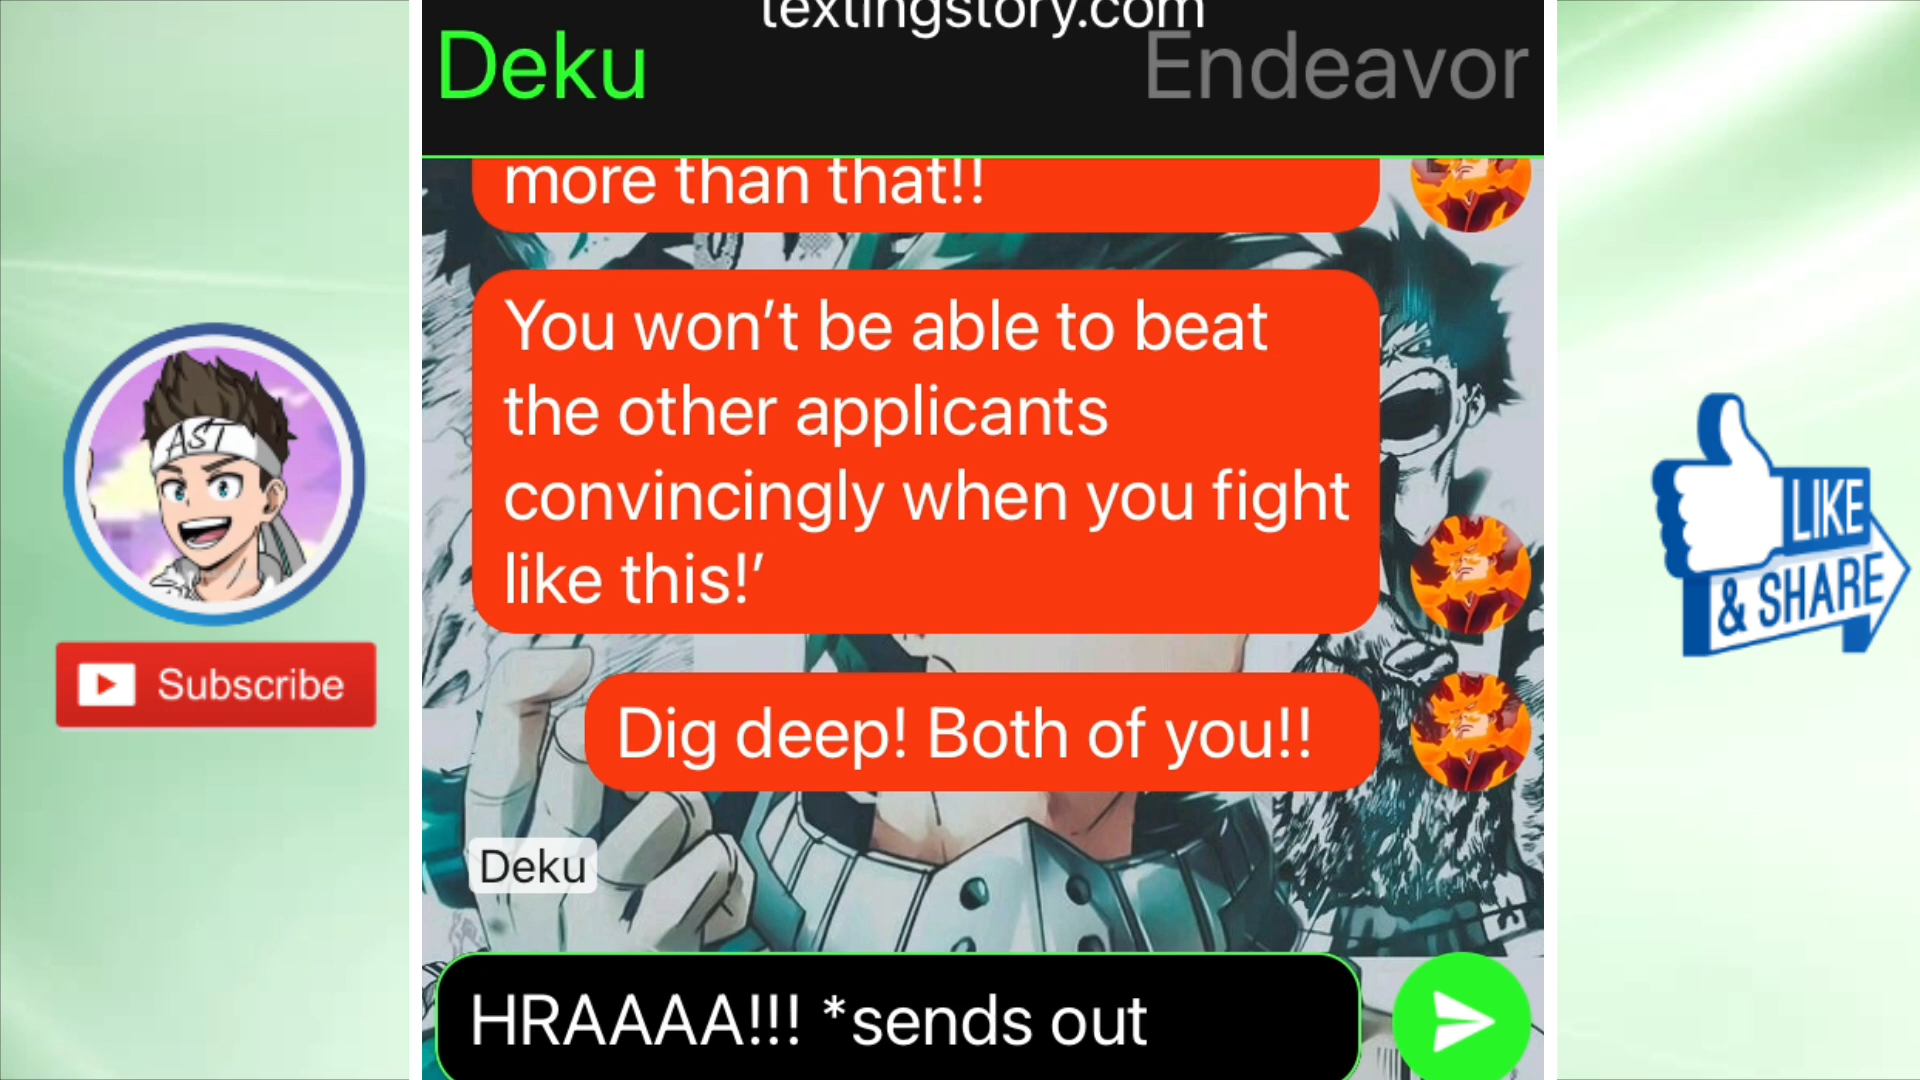 textingstory.com
Deku
Endeavor
more than that!!
You won’t be able to beat
the other applicants
convincingly when you fight
like this!’
Dig deep! Both of you!!
Deku
HRAAAA!!! *sends out
AST
Subscribe
LIKE
& SHARE